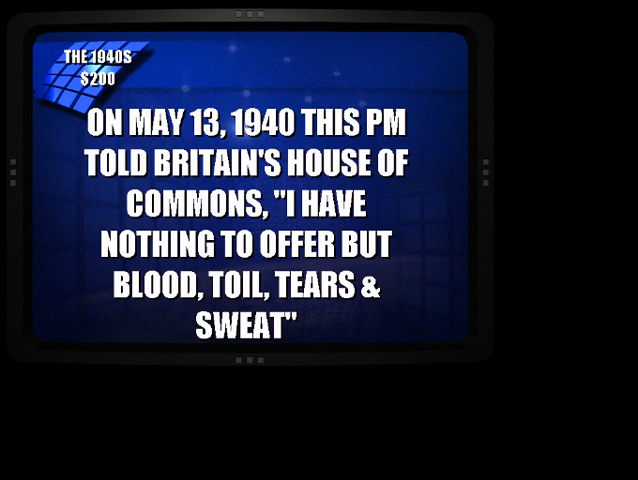 THE 1940S
$200
ON MAY 13, 1940 THIS PM
TOLD BRITAIN'S HOUSE OF
COMMONS, "I HAVE
NOTHING TO OFFER BUT
BLOOD, TOIL, TEARS &
SWEAT"